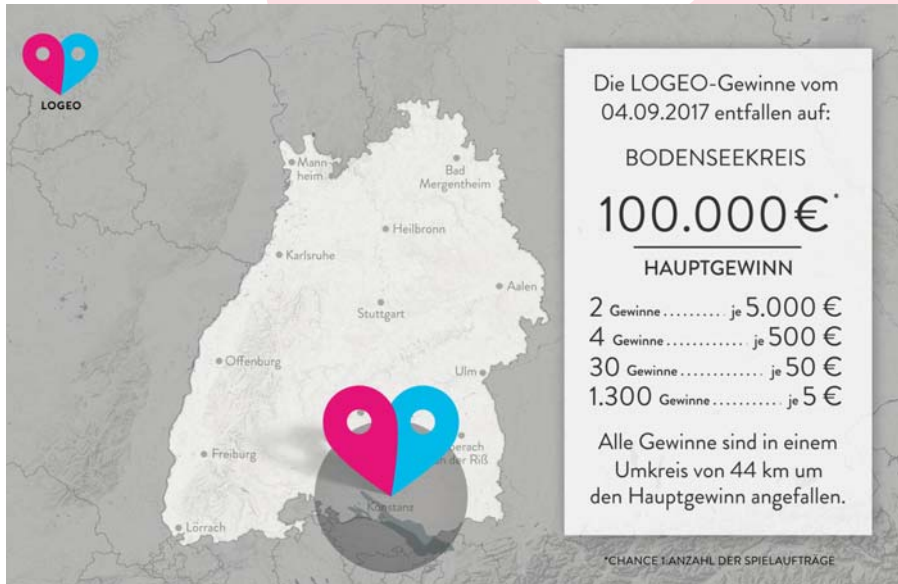 LOGEO
Mann-
heim
Bad
Mergentheim
Heilbronn
Karlsruhe
Aalen
Stuttgart
Offenburg
Ulm
Freiburg
Konstanz
Lörrach
Die LOGEO-Gewinne vom
04.09.2017 entfallen auf:
BODENSEEKREIS
100.000 €*
HAUPTGEWINN
2 Gewinne......... je 5.000 €
4 Gewinne............. je 500 €
30 Gewinne............. je 50 €
1.300 Gewinne............ je 5 €
Alle Gewinne sind in einem
Umkreis von 44 km um
den Hauptgewinn angefallen.
*CHANCE 1:ANZAHL DER SPIELAUFTRÄGE